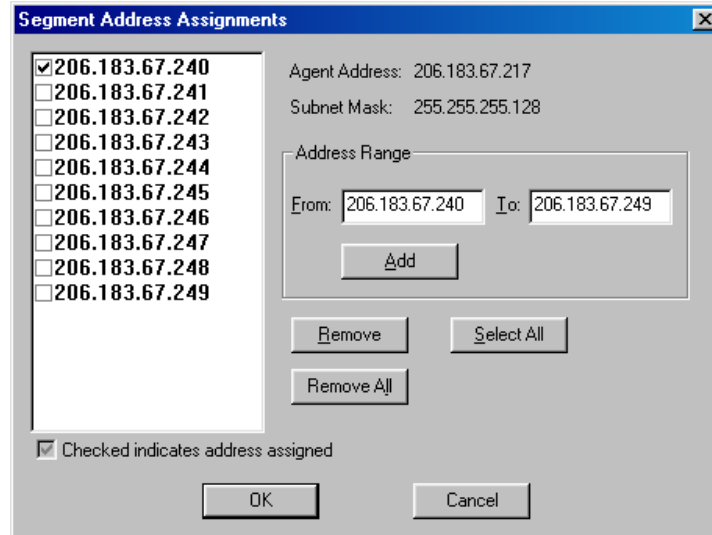 Segment Address Assignments
206.183.67.240
206.183.67.241
206.183.67.242
206.183.67.243
206.183.67.244
206.183.67.245
206.183.67.246
206.183.67.247
206.183.67.248
206.183.67.249
Checked indicates address assigned
Agent Address: 206.183.67.217
Subnet Mask: 255.255.255.128
Address Range
From: 206.183.67.240 To: 206.183.67.249
Add
Remove Select All
Remove All
OK Cancel